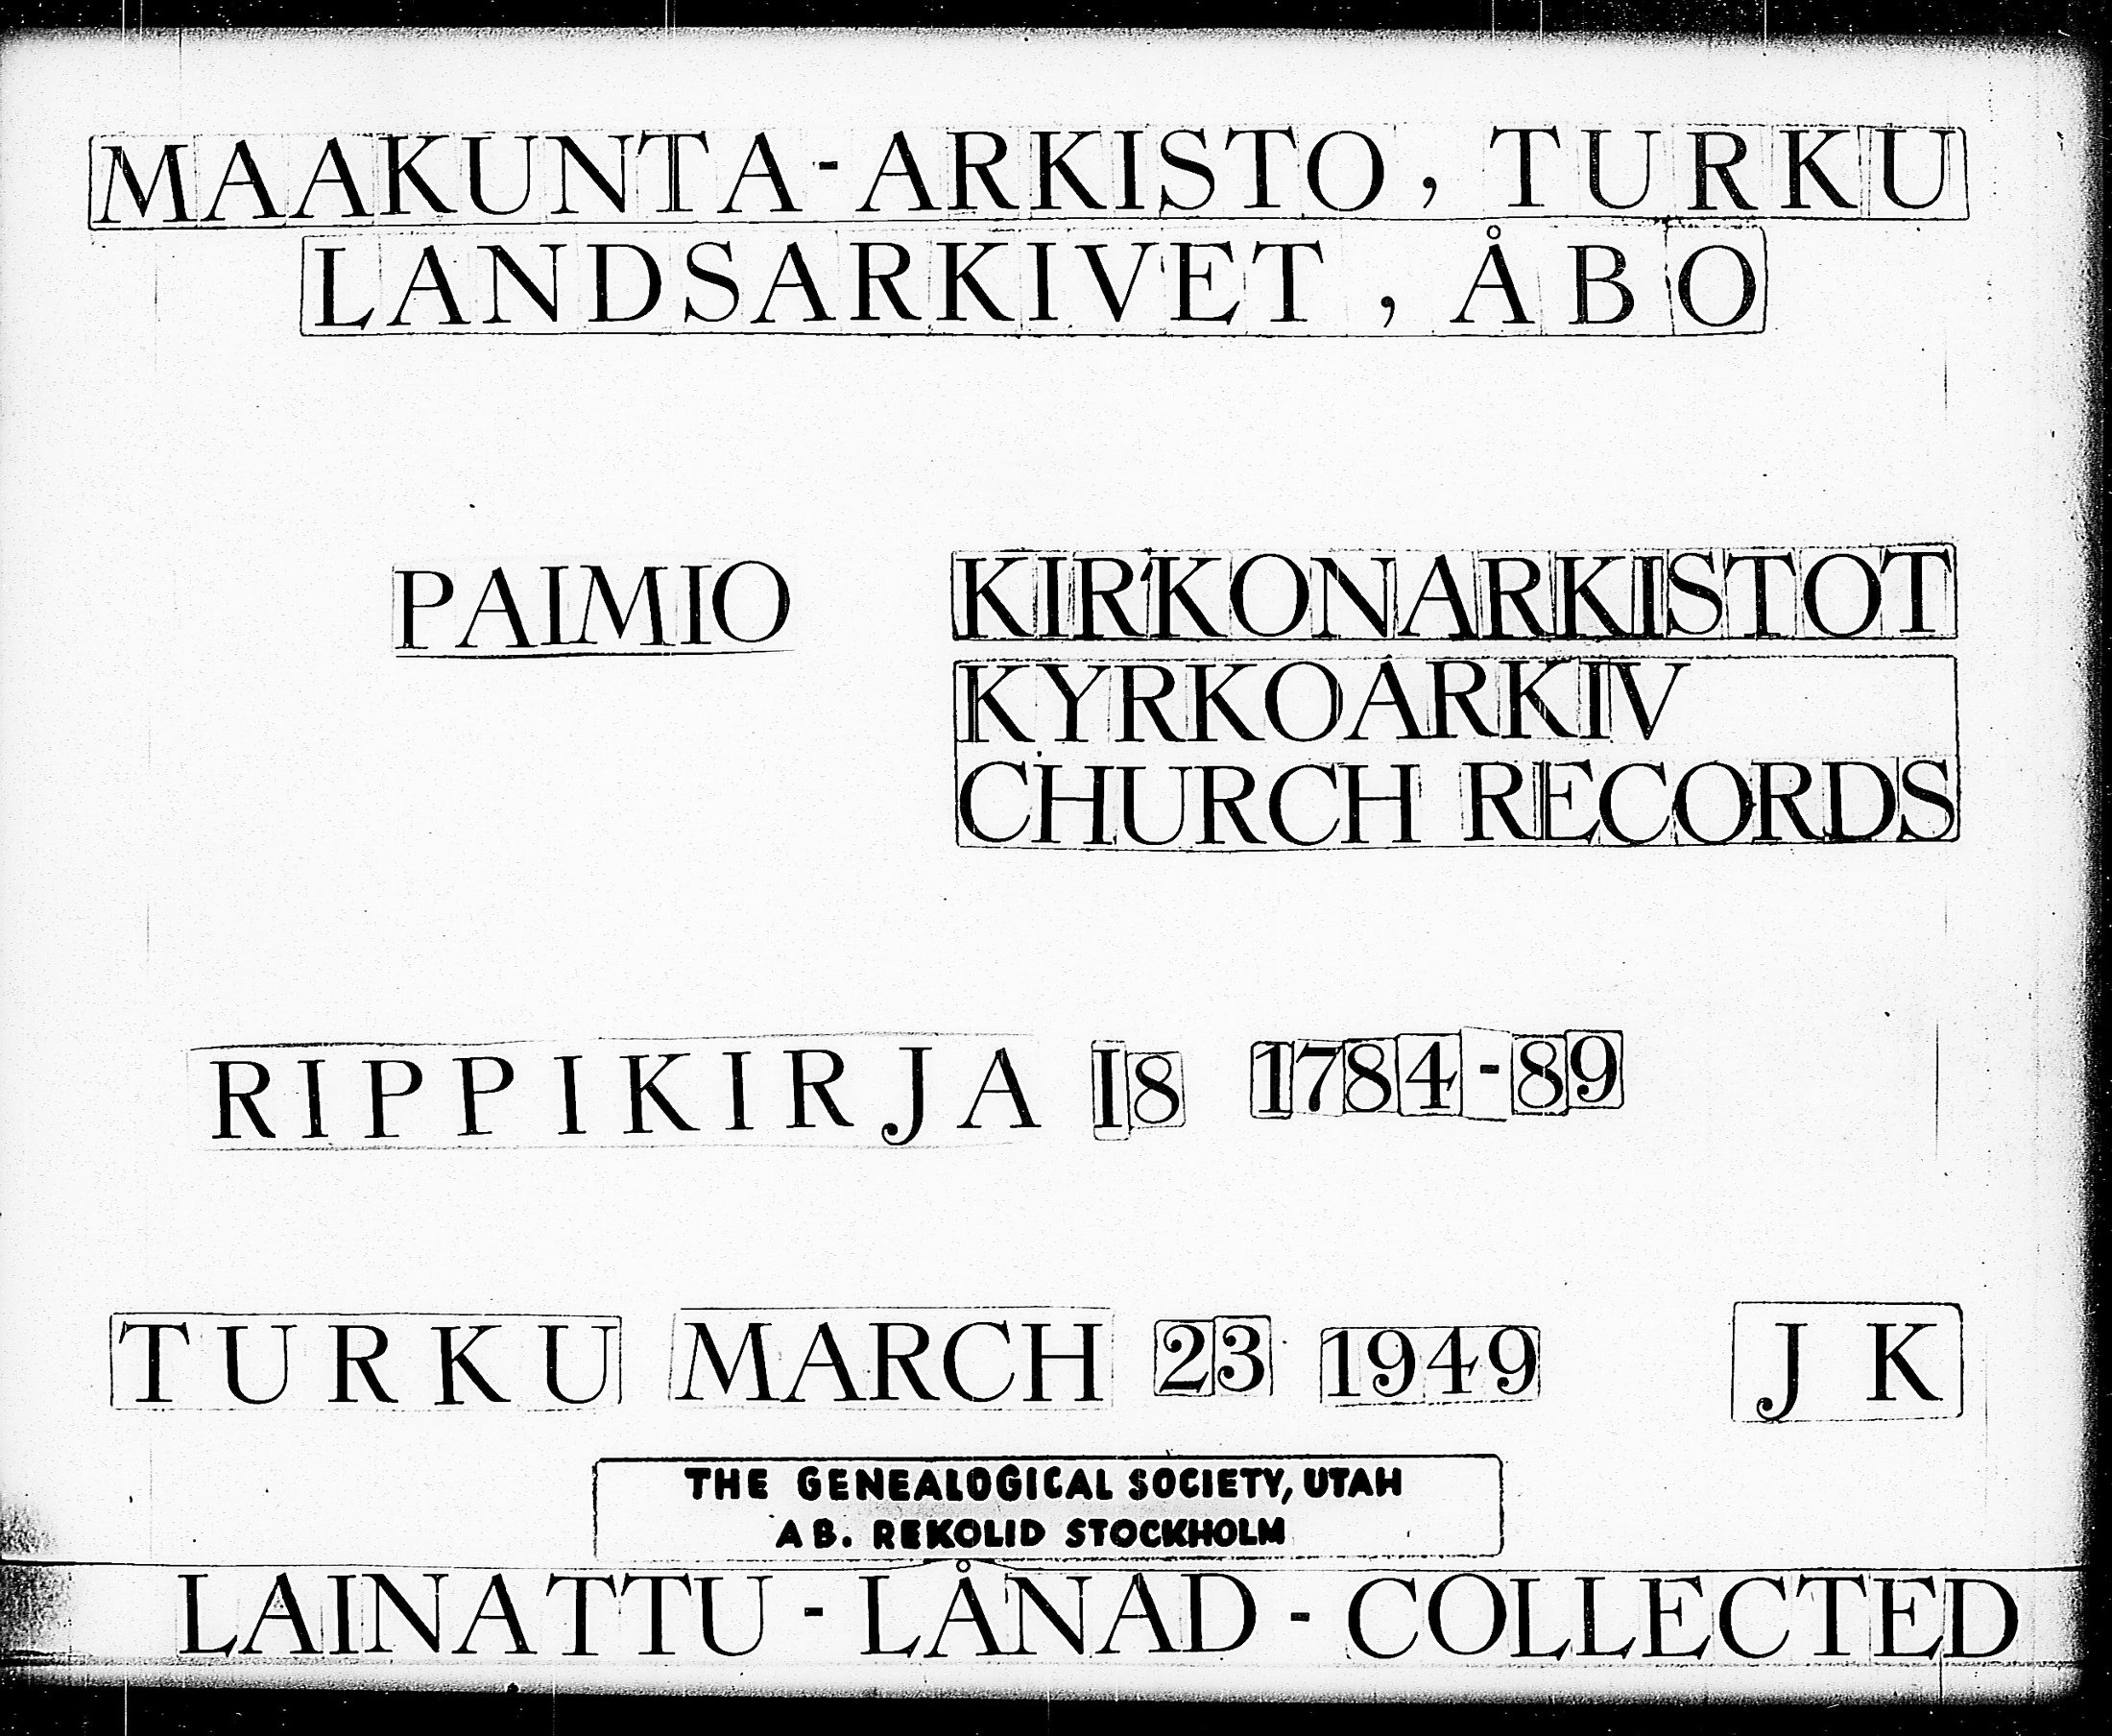 MAAKUNTA-ARKISTO, TURKU
LANDSARKIVET, ÅBO
PAIMIO
KIRKONARKISTOT
KYRKOARKIV
CHURCH RECORDS
RIPPIKIRJA I8 1784-89
TURKU MARCH 23 1949 J K
THE GENEALOGICAL SOCIETY, UTAH
AB. REKOLID STOCKHOLM
LAINATTU - LÅNAD - COLLECTED